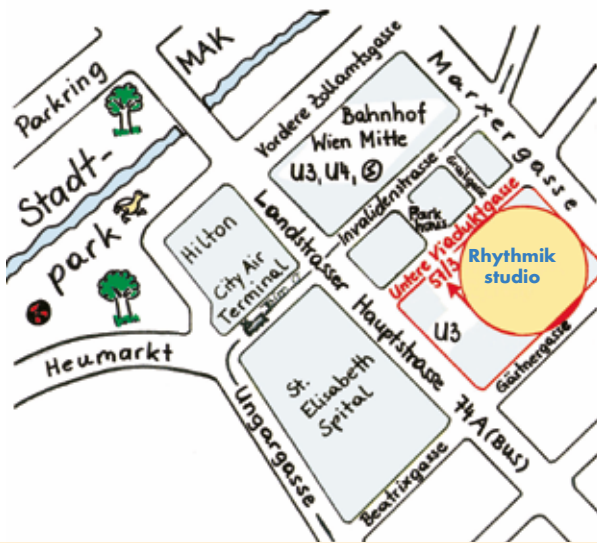 Parkring
MAK
Stadt-
park
Heumarkt
Vordere Zollamtsgasse
Bahnhof
Wien Mitte
U3, U4, Ⓢ
Marxergasse
Invalidenstrasse
Park
haus
Untere Viaduktgasse
57/3
Rhythmik
studio
U3
Gärtnergasse
Landstrasser
Hauptstrasse
74A (Bus)
Hilton
City Air
Terminal
St.
Elisabeth
Spital
Ungargasse
Beatrixgasse